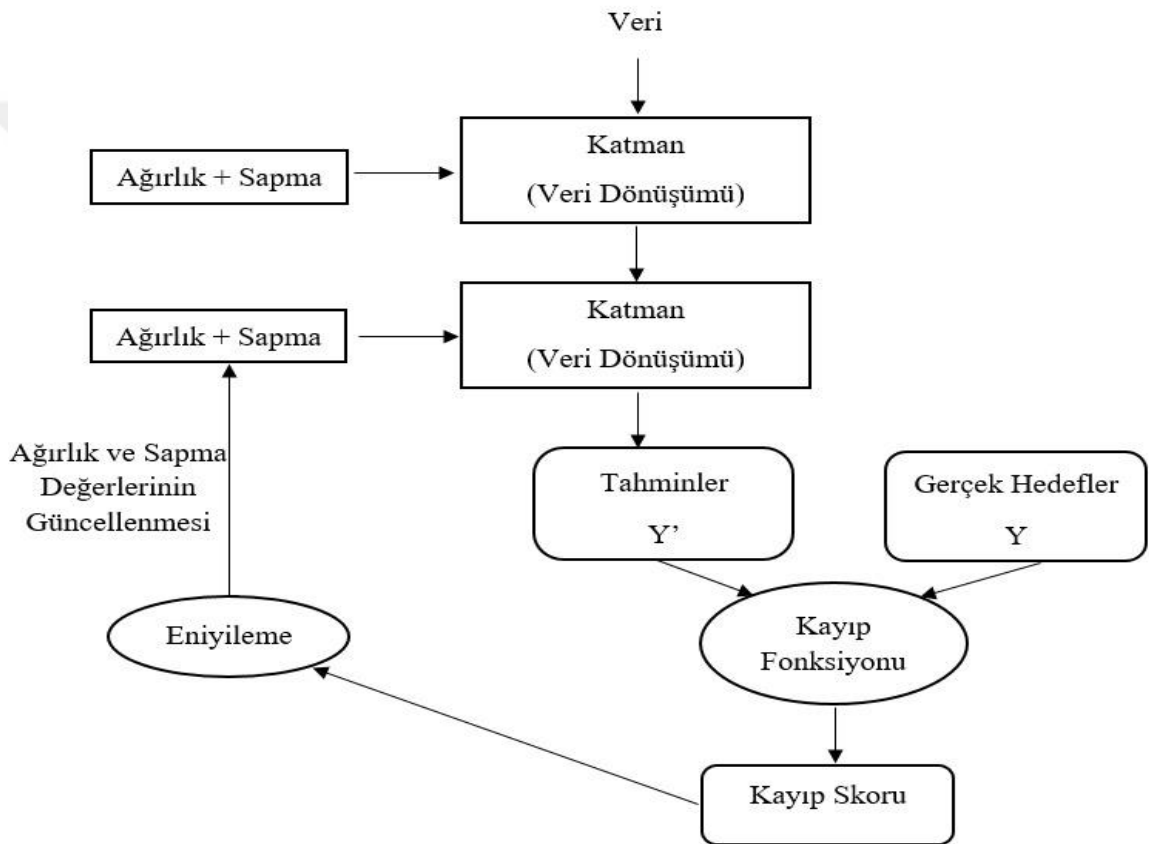 Veri
Katman
(Veri Dönüşümü)
Ağırlık + Sapma
Katman
(Veri Dönüşümü)
Ağırlık + Sapma
Ağırlık ve Sapma
Değerlerinin
Güncellenmesi
Tahminler
Y’
Gerçek Hedefler
Y
Kayıp
Fonksiyonu
Eniyileme
Kayıp Skoru